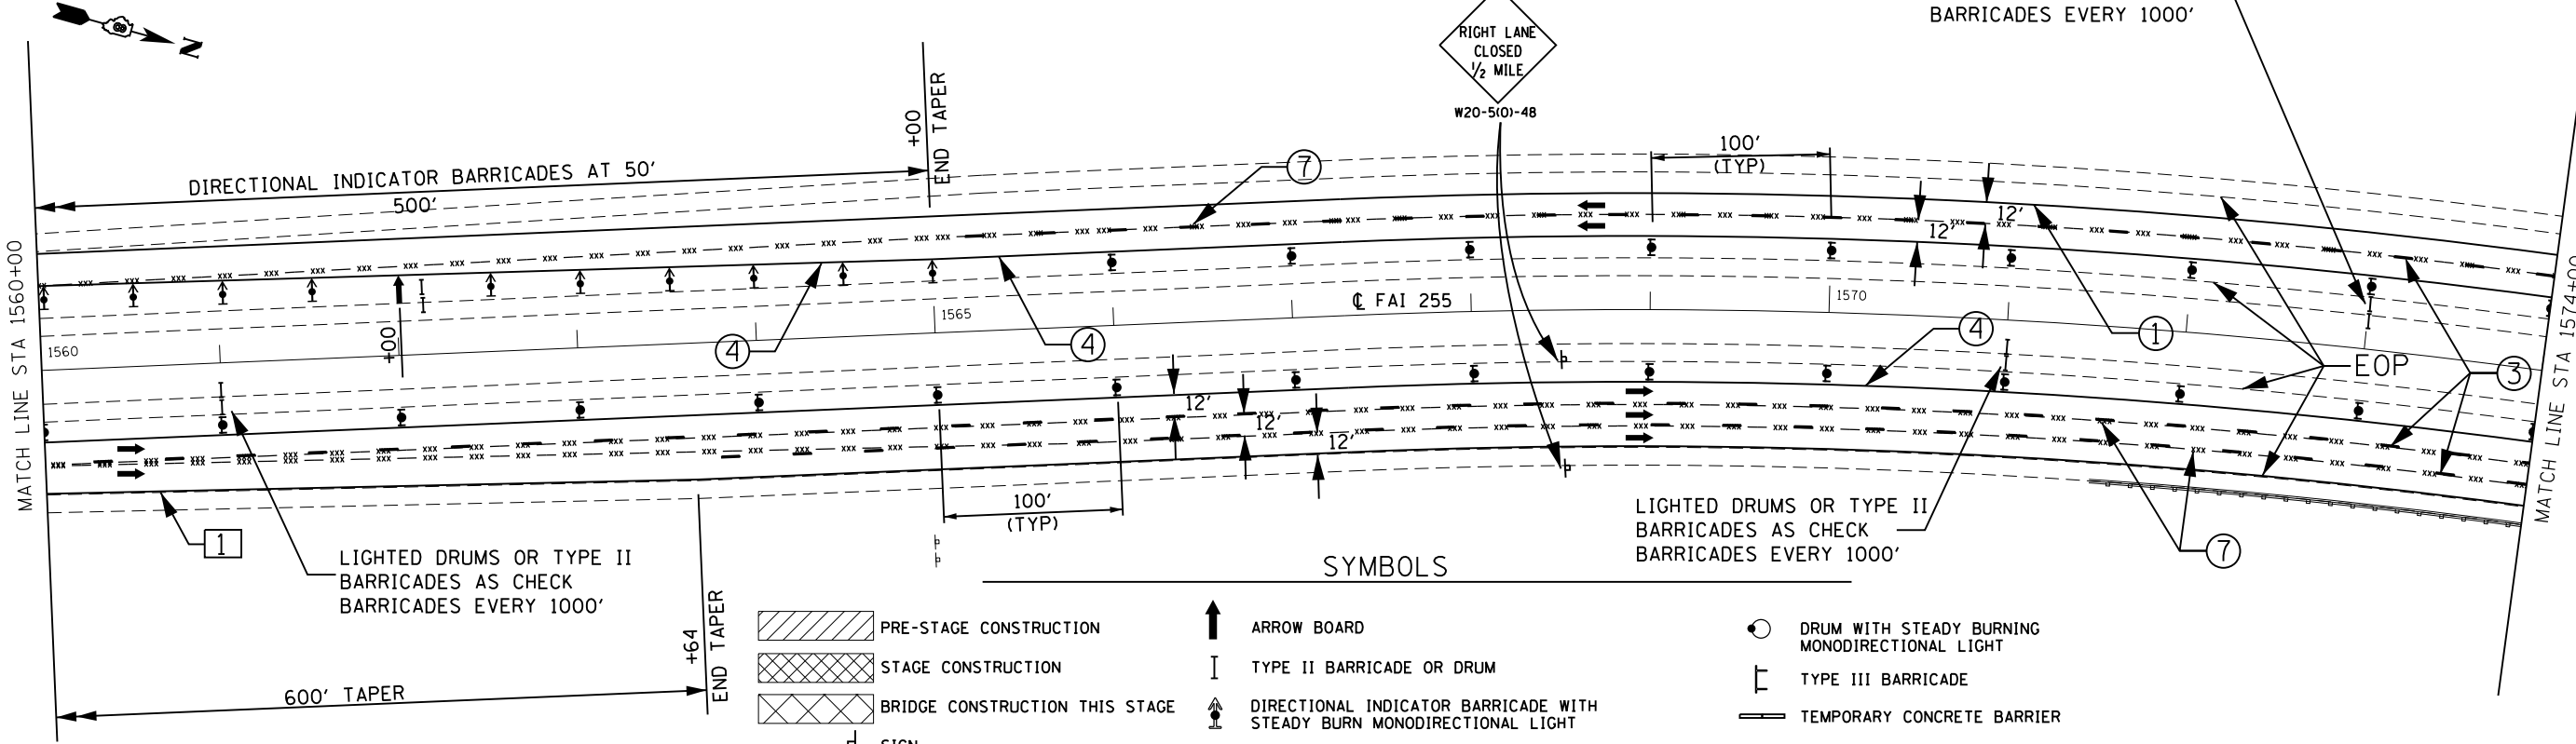 N
BARRICADES EVERY 1000'
RIGHT LANE
CLOSED
½ MILE
W20-5(O)-48
+00
END TAPER
DIRECTIONAL INDICATOR BARRICADES AT 50'
500'
7
100'
(TYP)
12'
12'
MATCH LINE STA 1560+00
1560
+00
1565
℄ FAI 255
1570
4
4
4
1
EOP
3
MATCH LINE STA 1574+00
12'
12'
12'
100'
(TYP)
1
7
LIGHTED DRUMS OR TYPE II
BARRICADES AS CHECK
BARRICADES EVERY 1000'
LIGHTED DRUMS OR TYPE II
BARRICADES AS CHECK
BARRICADES EVERY 1000'
600' TAPER
+64
END TAPER
SYMBOLS
PRE-STAGE CONSTRUCTION
STAGE CONSTRUCTION
BRIDGE CONSTRUCTION THIS STAGE
SIGN
ARROW BOARD
TYPE II BARRICADE OR DRUM
DIRECTIONAL INDICATOR BARRICADE WITH
STEADY BURN MONODIRECTIONAL LIGHT
DRUM WITH STEADY BURNING
MONODIRECTIONAL LIGHT
TYPE III BARRICADE
TEMPORARY CONCRETE BARRIER